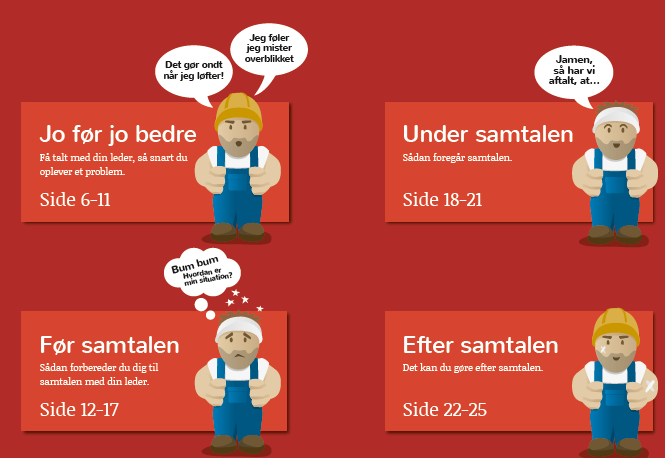 Det gør ondt
når jeg løfter!
Jeg føler
jeg mister
overblikket
Jo før jo bedre
Få talt med din leder, så snart du
oplever et problem.
Side 6-11
Jamen,
så har vi
aftalt, at...
Under samtalen
Sådan foregår samtalen.
Side 18-21
Bum bum
Hvordan er
min situation?
Før samtalen
Sådan forbereder du dig til
samtalen med din leder.
Side 12-17
Efter samtalen
Det kan du gøre efter samtalen.
Side 22-25